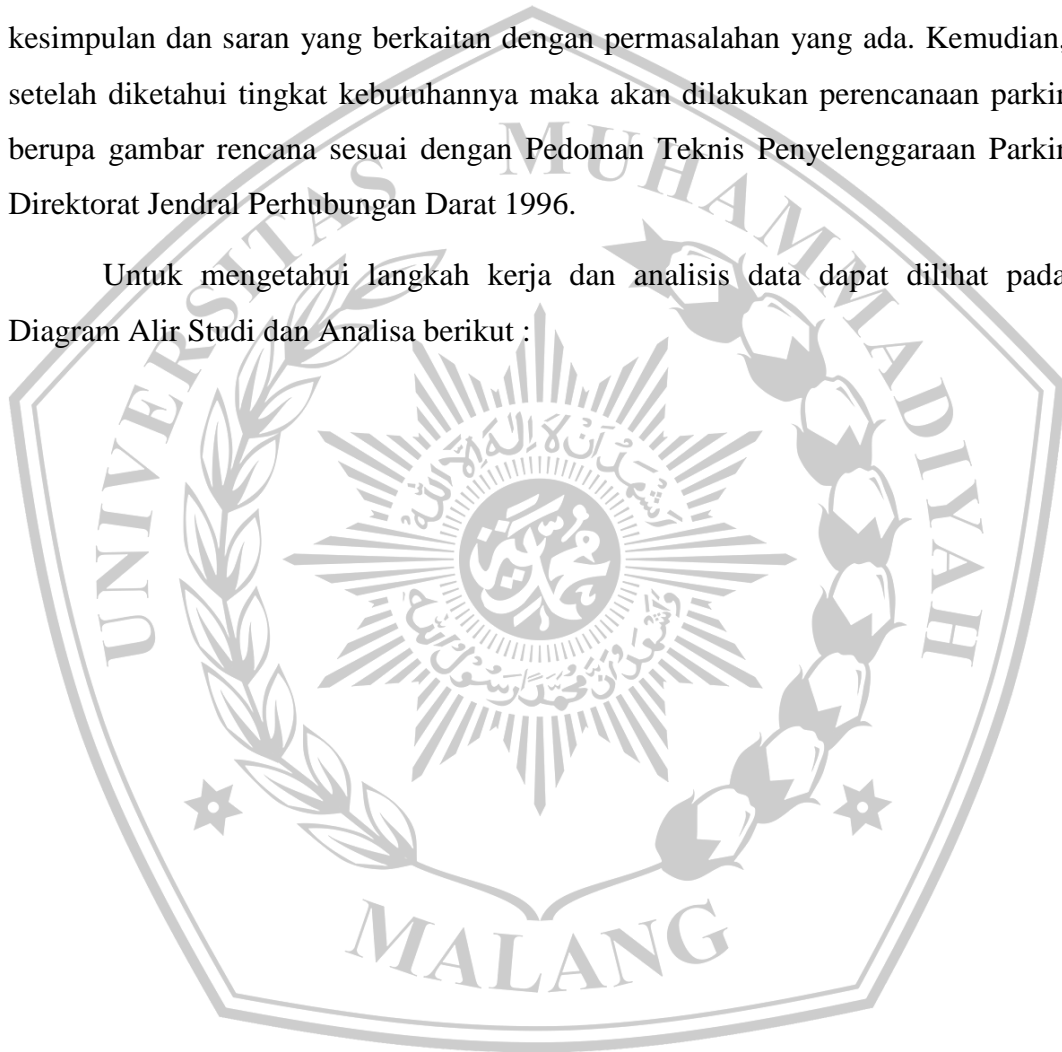 kesimpulan dan saran yang berkaitan dengan permasalahan yang ada. Kemudian,
setelah diketahui tingkat kebutuhannya maka akan dilakukan perencanaan parkir
berupa gambar rencana sesuai dengan Pedoman Teknis Penyelenggaraan Parkir
Direktorat Jendral Perhubungan Darat 1996.
Untuk mengetahui langkah kerja dan analisis data dapat dilihat pada
Diagram Alir Studi dan Analisa berikut :
UNIVERSITAS MUHAMMADIYAH
MALANG